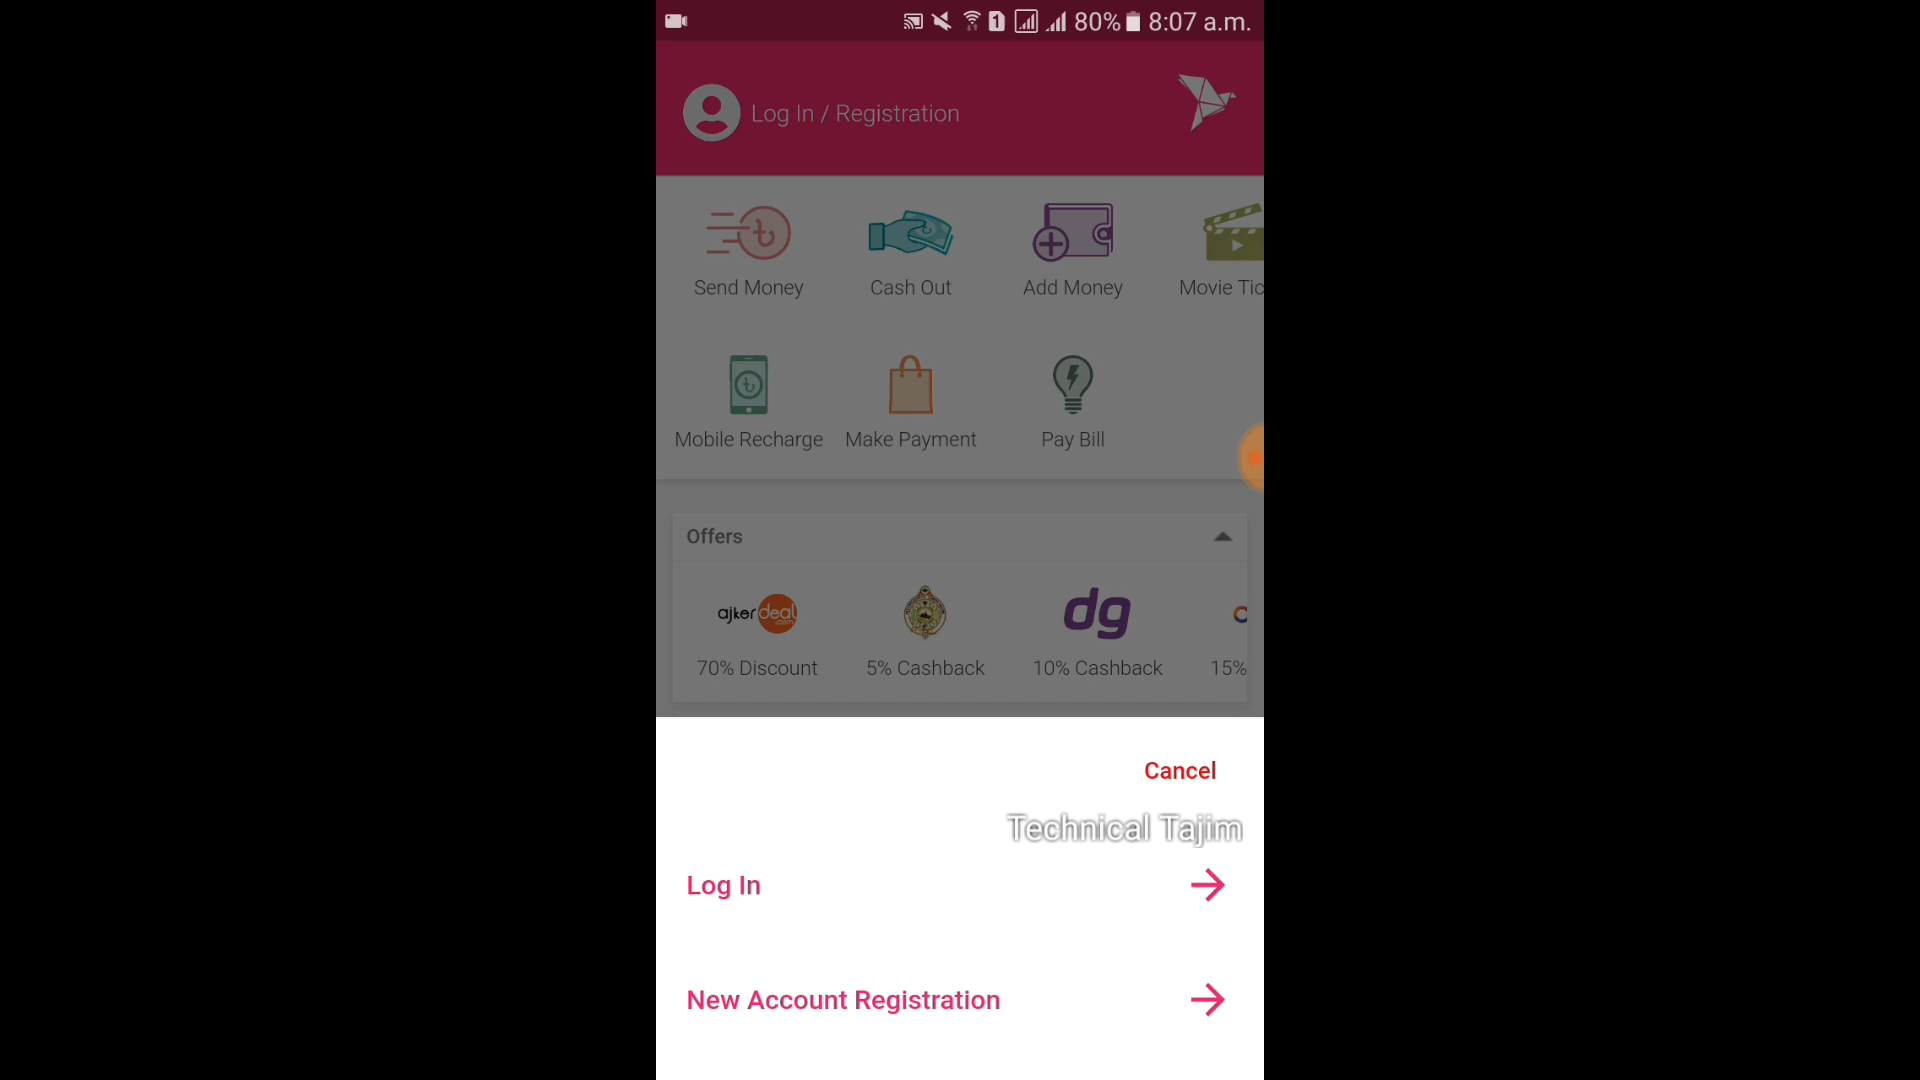 1 80% 8:07 a.m.
Log In / Registration
Send Money Cash Out Add Money Movie Tic
Mobile Recharge Make Payment Pay Bill
Offers
ajkerdeal.com dg
70% Discount 5% Cashback 10% Cashback 15%
Cancel
Technical Tajim
Log In
New Account Registration